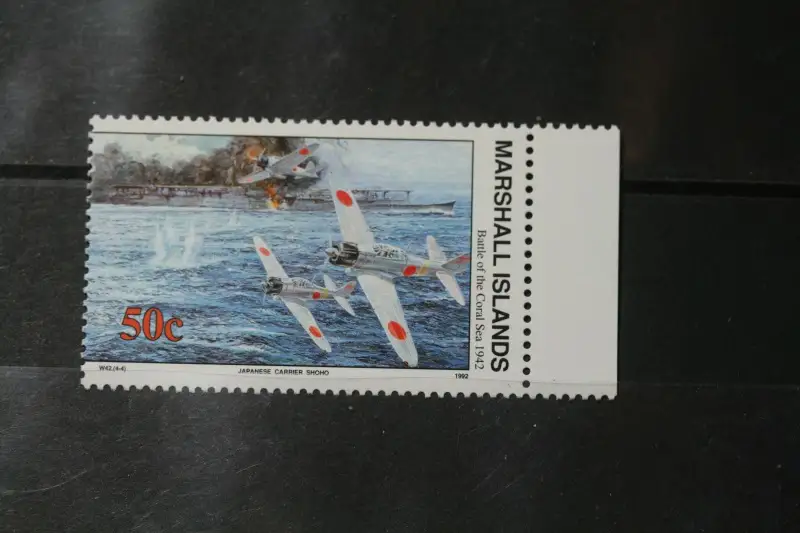 MARSHALL ISLANDS
Battle of the Coral Sea 1942
50c
W42.(4-4)
JAPANESE CARRIER SHOHO
1992